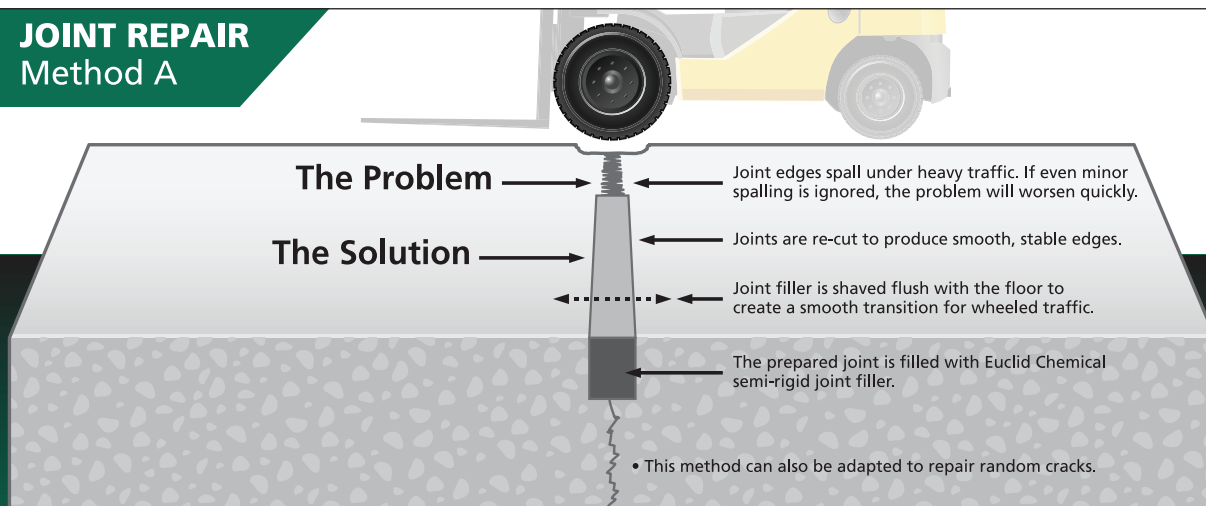 JOINT REPAIR
Method A
The Problem
Joint edges spall under heavy traffic. If even minor
spalling is ignored, the problem will worsen quickly.
The Solution
Joints are re-cut to produce smooth, stable edges.
Joint filler is shaved flush with the floor to
create a smooth transition for wheeled traffic.
The prepared joint is filled with Euclid Chemical
semi-rigid joint filler.
• This method can also be adapted to repair random cracks.